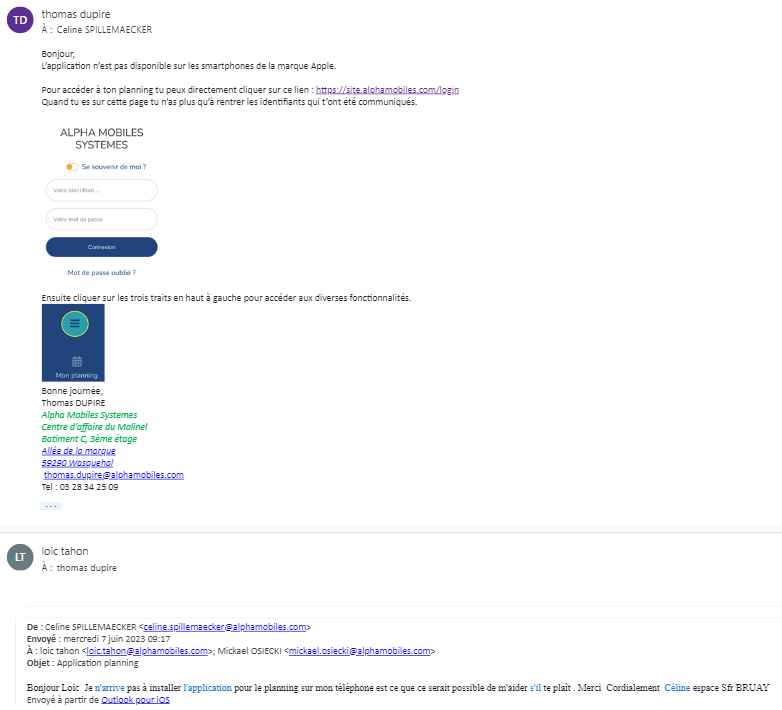 TD
thomas dupire
À : Celine SPILLEMAECKER
Bonjour,
L'application n'est pas disponible sur les smartphones de la marque Apple.
Pour accéder à ton planning tu peux directement cliquer sur ce lien : https://site.alphamobiles.com/login
Quand tu es sur cette page tu n'as plus qu'à rentrer les identifiants qui t'ont été communiqués.
ALPHA MOBILES
SYSTEMES
Se souvenir de moi ?
Votre identifiant ...
Votre mot de passe
Connexion
Mot de passe oublié ?
Ensuite cliquer sur les trois traits en haut à gauche pour accéder aux diverses fonctionnalités.
Mon planning
Bonne journée,
Thomas DUPIRE
Alpha Mobiles Systemes
Centre d'affaire du Molinel
Batiment C, 3ème étage
Allée de la marque
59290 Wasquehal
thomas.dupire@alphamobiles.com
Tel : 03 28 34 25 09
...
LT
loic tahon
À : thomas dupire
De : Celine SPILLEMAECKER <celine.spillemaecker@alphamobiles.com>
Envoyé : mercredi 7 juin 2023 09:17
À : loic tahon <loic.tahon@alphamobiles.com>; Mickael OSIECKI <mickael.osiecki@alphamobiles.com>
Objet : Application planning
Bonjour Loic Je n'arrive pas à installer l'application pour le planning sur mon téléphone est ce que ce serait possible de m'aider s'il te plaît . Merci Cordialement Céline espace Sfr BRUAY
Envoyé à partir de Outlook pour iOS